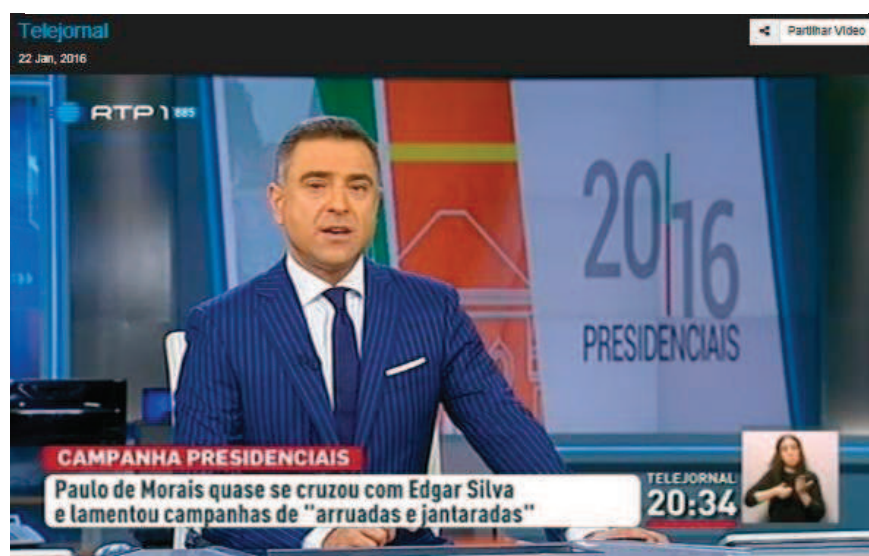 Telejornal
22 Jan, 2016
Partilhar Vídeo
RTP 1
20|16
PRESIDENCIAIS
CAMPANHA PRESIDENCIAIS
Paulo de Morais quase se cruzou com Edgar Silva
e lamentou campanhas de "arruadas e jantaradas"
TELEJORNAL
20:34